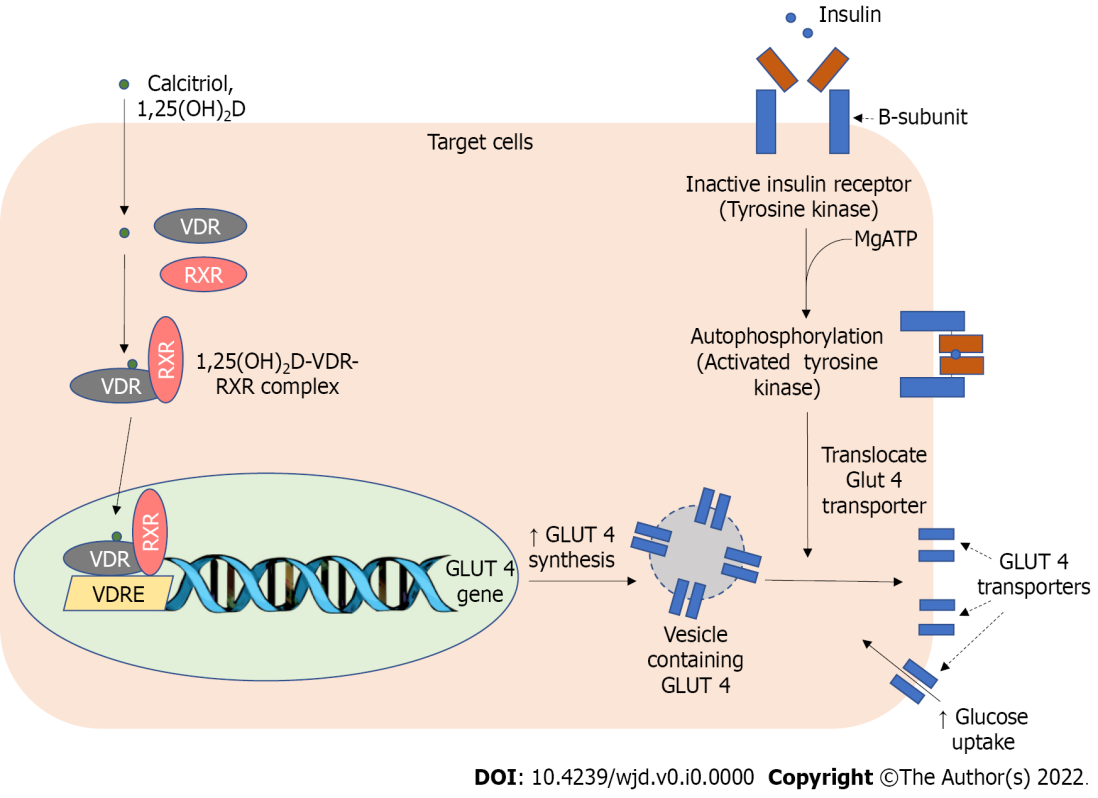 Insulin
Calcitriol,
1,25(OH)₂D
B-subunit
Target cells
Inactive insulin receptor
(Tyrosine kinase)
VDR
MgATP
RXR
Autophosphorylation
(Activated tyrosine
kinase)
RXR
VDR
1,25(OH)₂D-VDR-
RXR complex
Translocate
Glut 4
transporter
RXR
VDR
VDRE
GLUT 4
gene
↑ GLUT 4
synthesis
GLUT 4
transporters
Vesicle
containing
GLUT 4
↑ Glucose
uptake
DOI: 10.4239/wjd.v0.i0.0000 Copyright ©The Author(s) 2022.